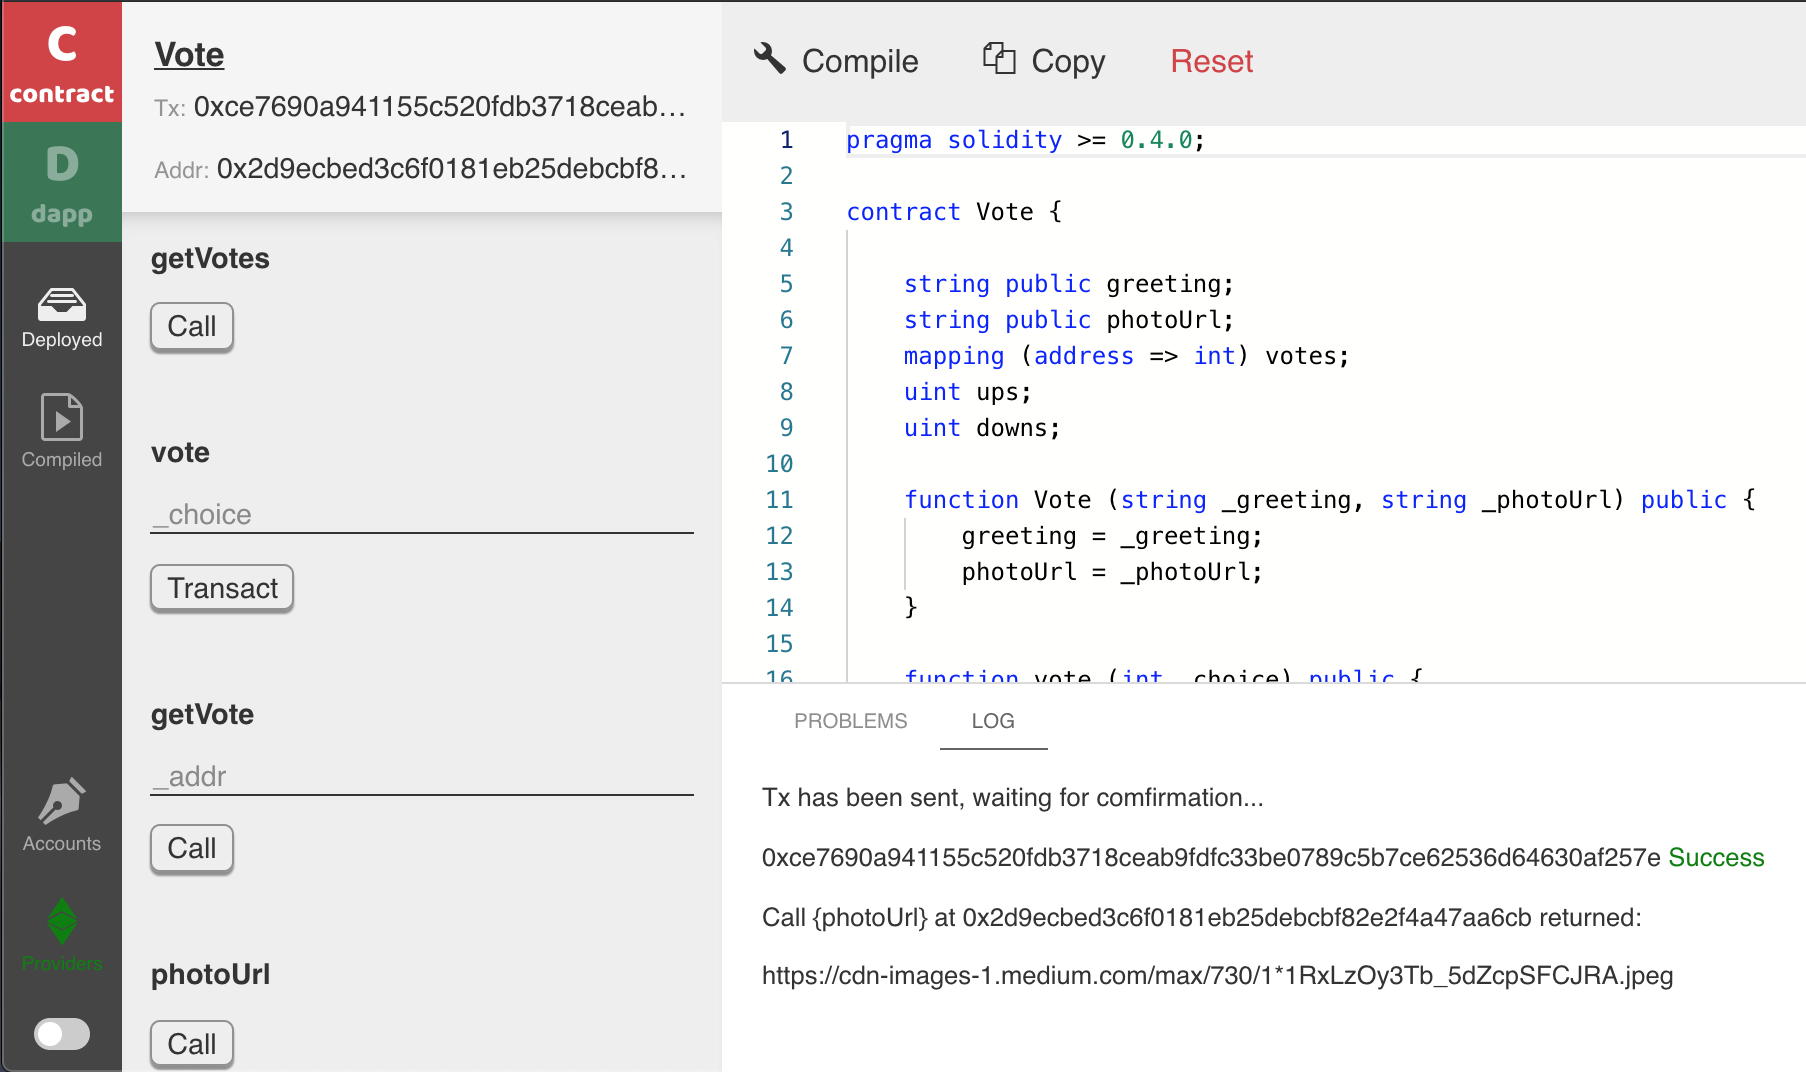 C
contract
D
dapp
Deployed
Compiled
Accounts
Providers
Vote
Tx: 0xce7690a941155c520fdb3718ceab...
Addr: 0x2d9ecbed3c6f0181eb25debcbf8...
getVotes
Call
vote
_choice
Transact
getVote
_addr
Call
photoUrl
Call
Compile Copy Reset
1 pragma solidity >= 0.4.0;
2
3 contract Vote {
4
5 string public greeting;
6 string public photoUrl;
7 mapping (address => int) votes;
8 uint ups;
9 uint downs;
10
11 function Vote (string _greeting, string _photoUrl) public {
12 greeting = _greeting;
13 photoUrl = _photoUrl;
14 }
15
16 function vote (int _choice) public {
PROBLEMS LOG
Tx has been sent, waiting for comfirmation...
0xce7690a941155c520fdb3718ceab9fdfc33be0789c5b7ce62536d64630af257e Success
Call {photoUrl} at 0x2d9ecbed3c6f0181eb25debcbf82e2f4a47aa6cb returned:
https://cdn-images-1.medium.com/max/730/1*1RxLzOy3Tb_5dZcpSFCJRA.jpeg